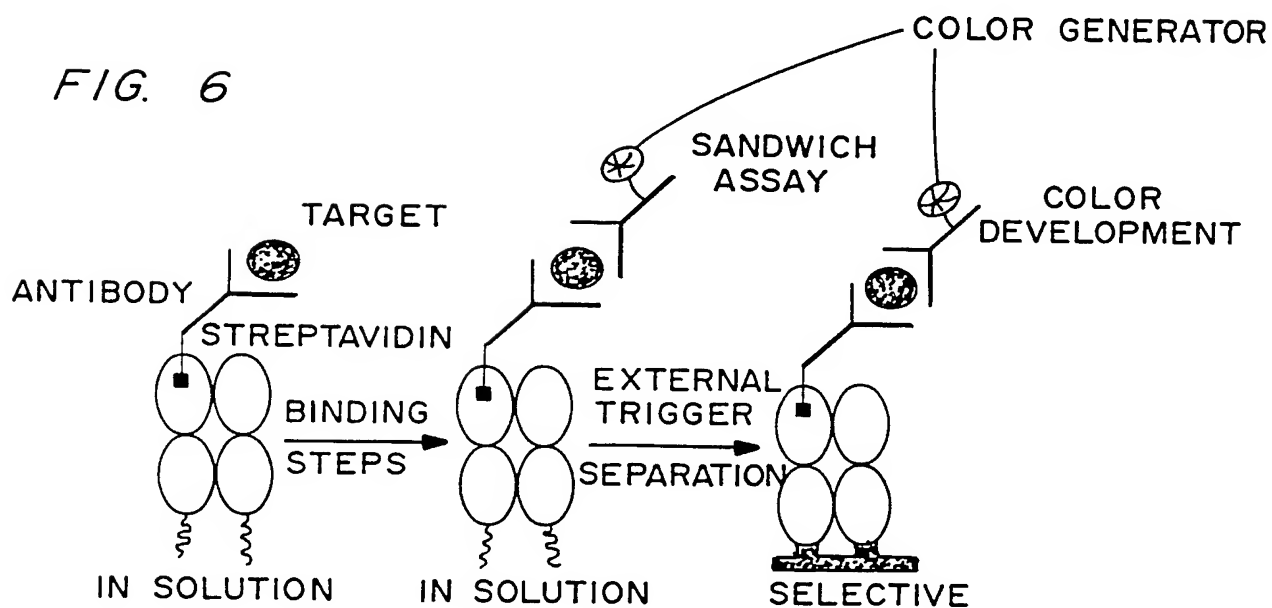 FIG. 6
COLOR GENERATOR
SANDWICH
ASSAY
COLOR
DEVELOPMENT
TARGET
ANTIBODY
STREPTAVIDIN
BINDING
STEPS
EXTERNAL
TRIGGER
SEPARATION
IN SOLUTION
IN SOLUTION
SELECTIVE